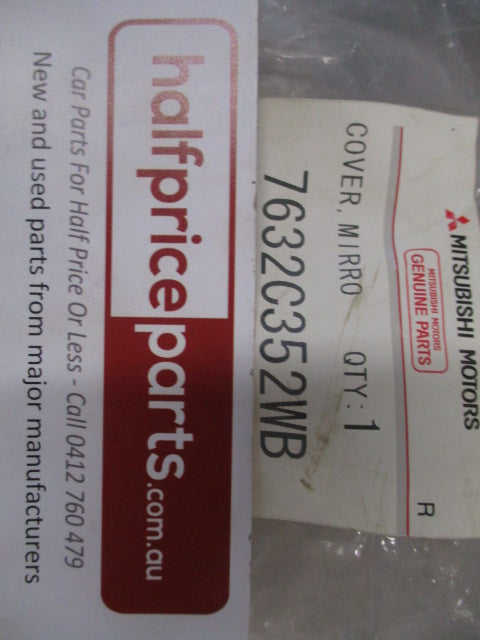 MITSUBISHI MOTORS
MITSUBISHI MOTORS
GENUINE PARTS
R
COVER, MIRRO QTY: 1
7632C352WB
halfpriceparts.com.au
Car Parts For Half Price Or Less - Call 0412 760 479
New and used parts from major manufacturers